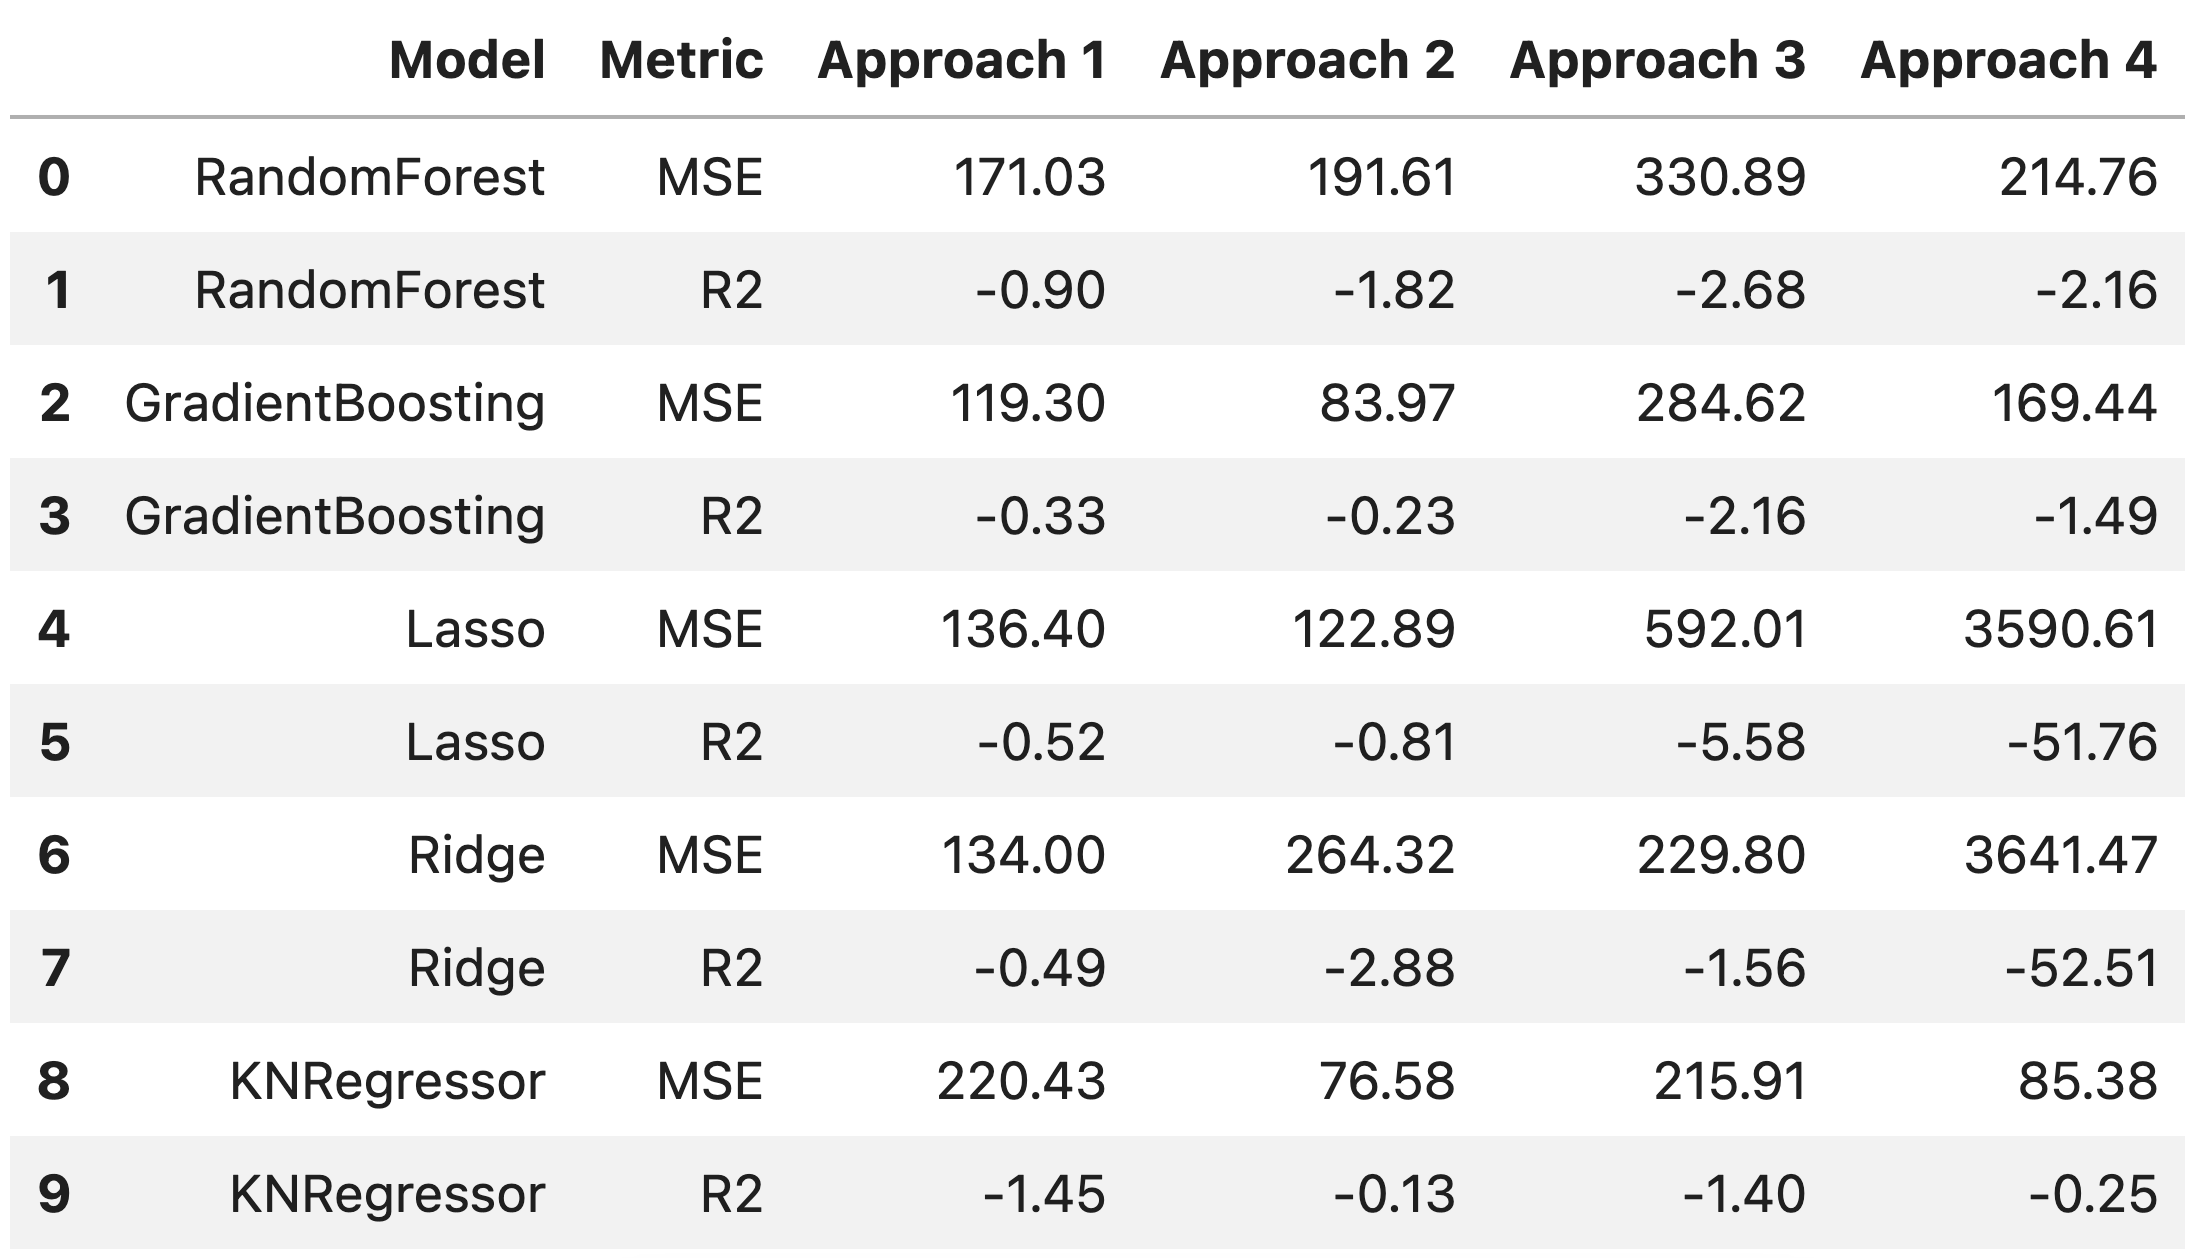 Model Metric Approach 1 Approach 2 Approach 3 Approach 4
0 RandomForest MSE 171.03 191.61 330.89 214.76
1 RandomForest R2 -0.90 -1.82 -2.68 -2.16
2 GradientBoosting MSE 119.30 83.97 284.62 169.44
3 GradientBoosting R2 -0.33 -0.23 -2.16 -1.49
4 Lasso MSE 136.40 122.89 592.01 3590.61
5 Lasso R2 -0.52 -0.81 -5.58 -51.76
6 Ridge MSE 134.00 264.32 229.80 3641.47
7 Ridge R2 -0.49 -2.88 -1.56 -52.51
8 KNRegressor MSE 220.43 76.58 215.91 85.38
9 KNRegressor R2 -1.45 -0.13 -1.40 -0.25